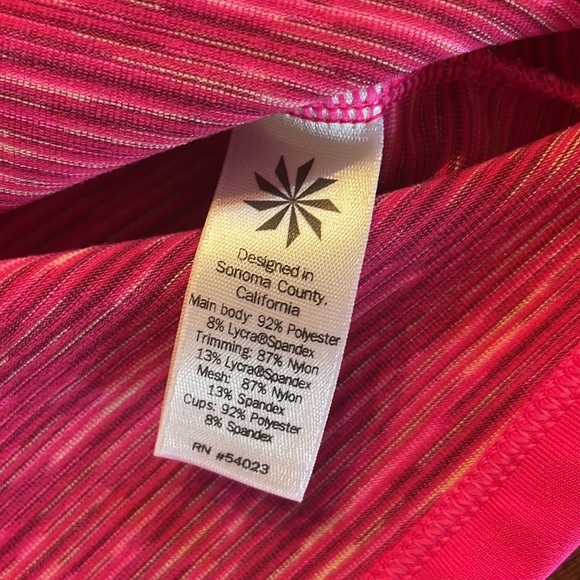 Designed in
Sonoma County,
California
Main body: 92% Polyester
8% Lycra®Spandex
Trimming: 87% Nylon
13% Lycra®Spandex
Mesh: 87% Nylon
13% Spandex
Cups: 92% Polyester
8% Spandex
RN #54023